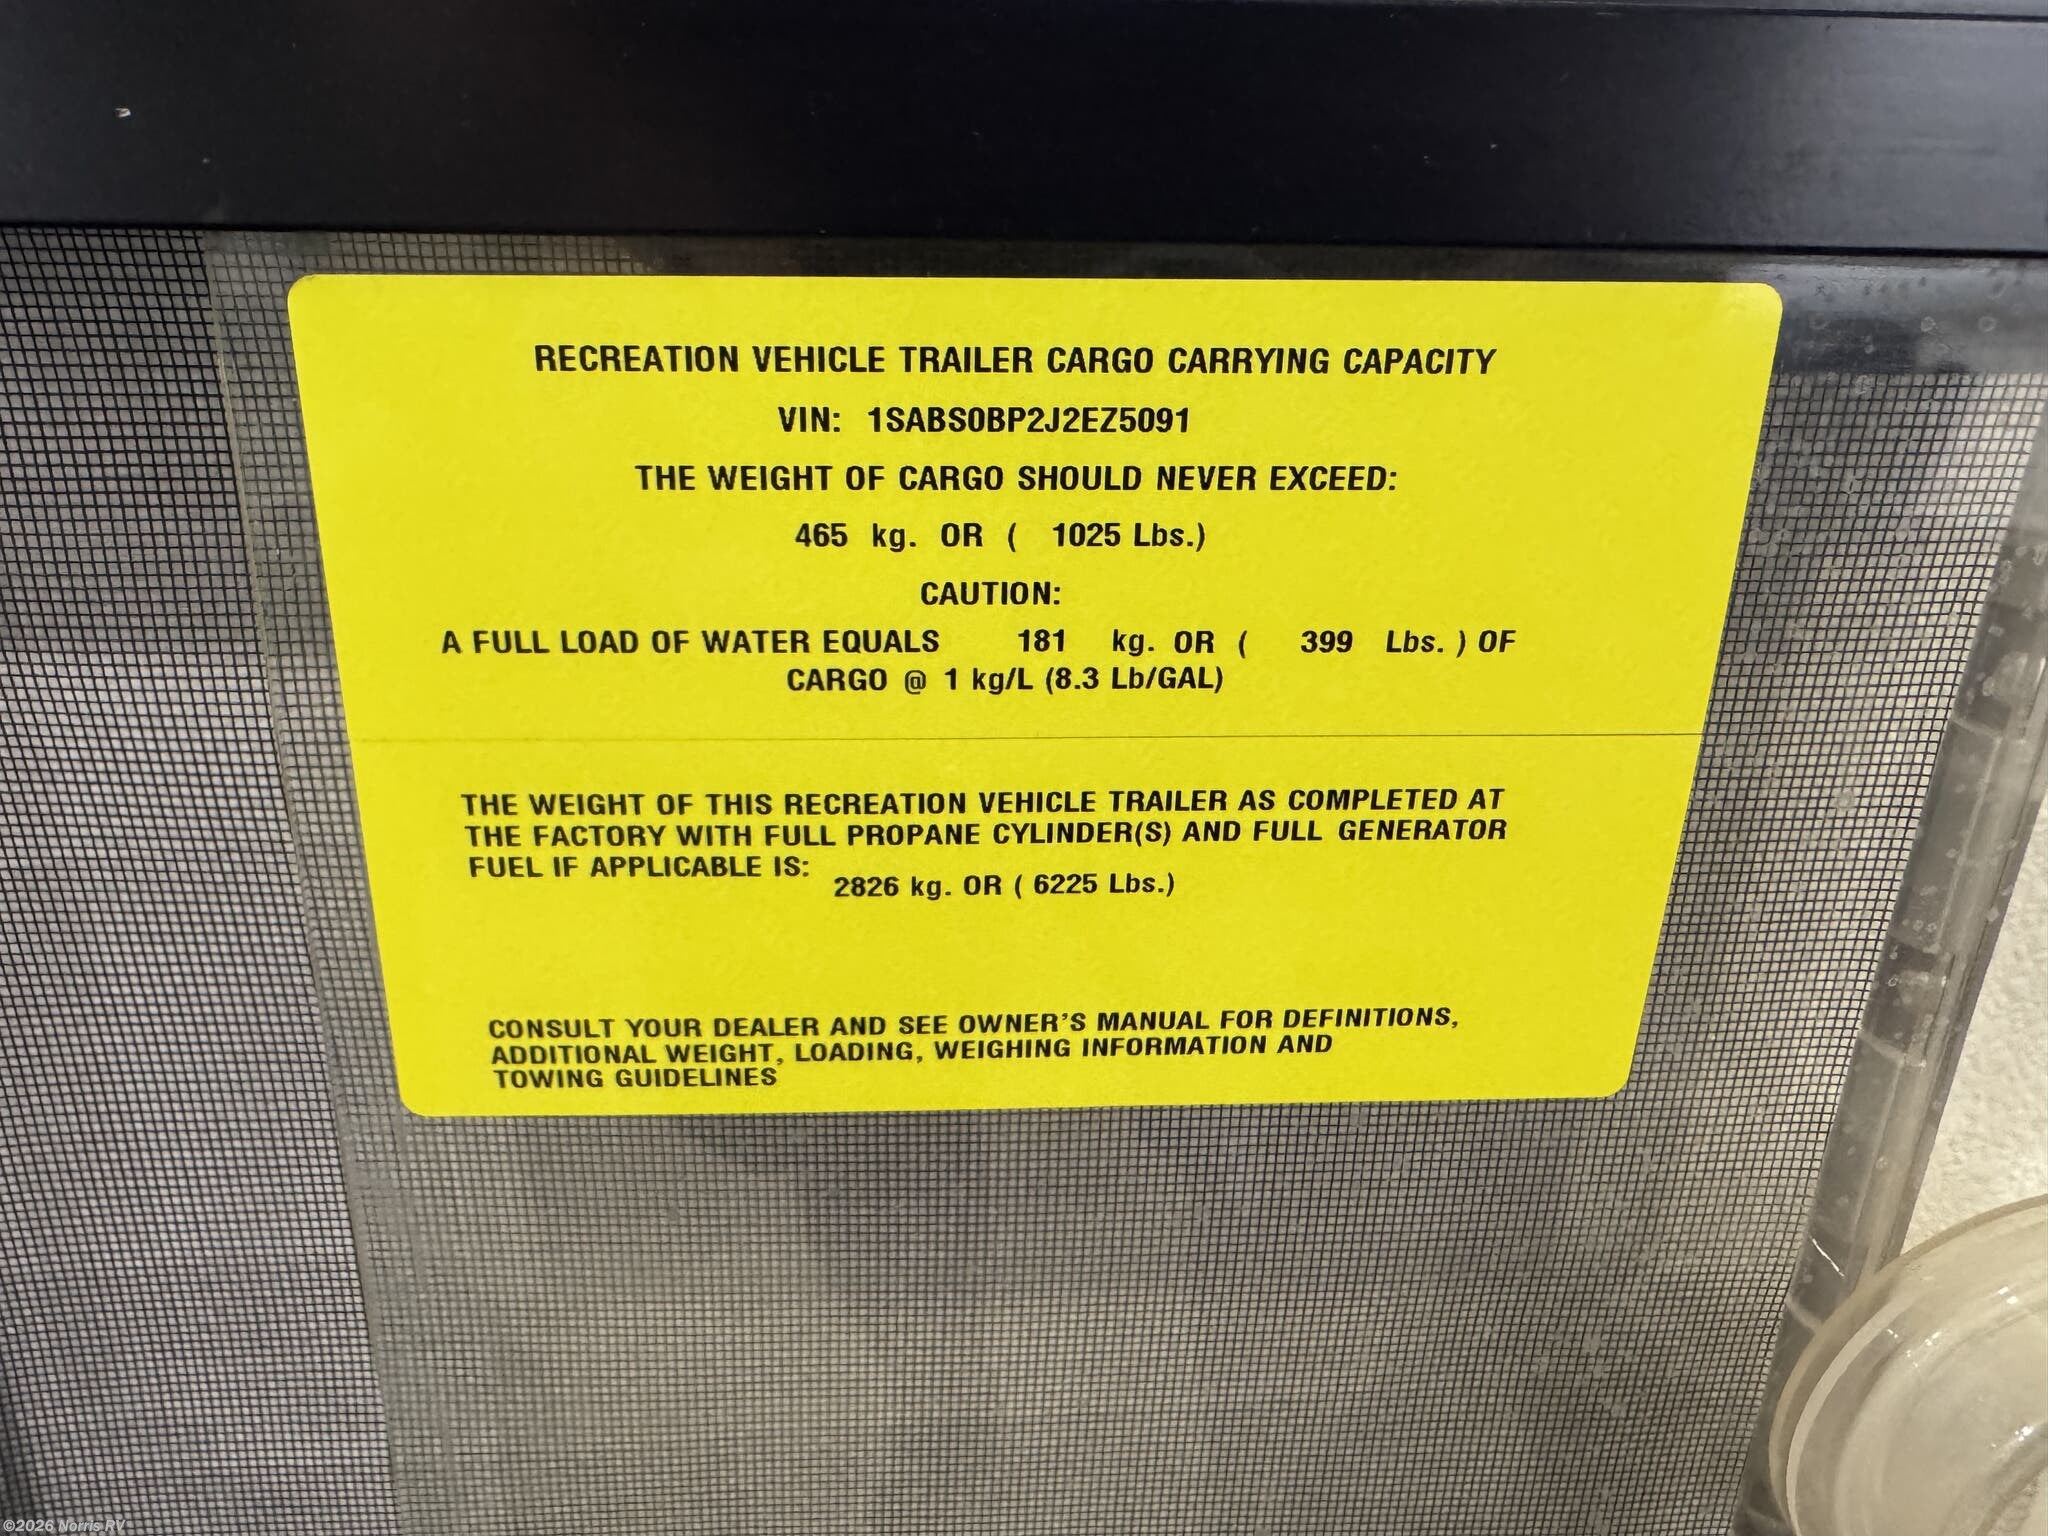 RECREATION VEHICLE TRAILER CARGO CARRYING CAPACITY
VIN: 1SABS0BP2J2EZ5091
THE WEIGHT OF CARGO SHOULD NEVER EXCEED:
465 kg. OR ( 1025 Lbs.)
CAUTION:
A FULL LOAD OF WATER EQUALS 181 kg. OR ( 399 Lbs. ) OF
CARGO @ 1 kg/L (8.3 Lb/GAL)
THE WEIGHT OF THIS RECREATION VEHICLE TRAILER AS COMPLETED AT
THE FACTORY WITH FULL PROPANE CYLINDER(S) AND FULL GENERATOR
FUEL IF APPLICABLE IS:
2826 kg. OR ( 6225 Lbs.)
CONSULT YOUR DEALER AND SEE OWNER'S MANUAL FOR DEFINITIONS,
ADDITIONAL WEIGHT, LOADING, WEIGHING INFORMATION AND
TOWING GUIDELINES
©2026 Norris RV